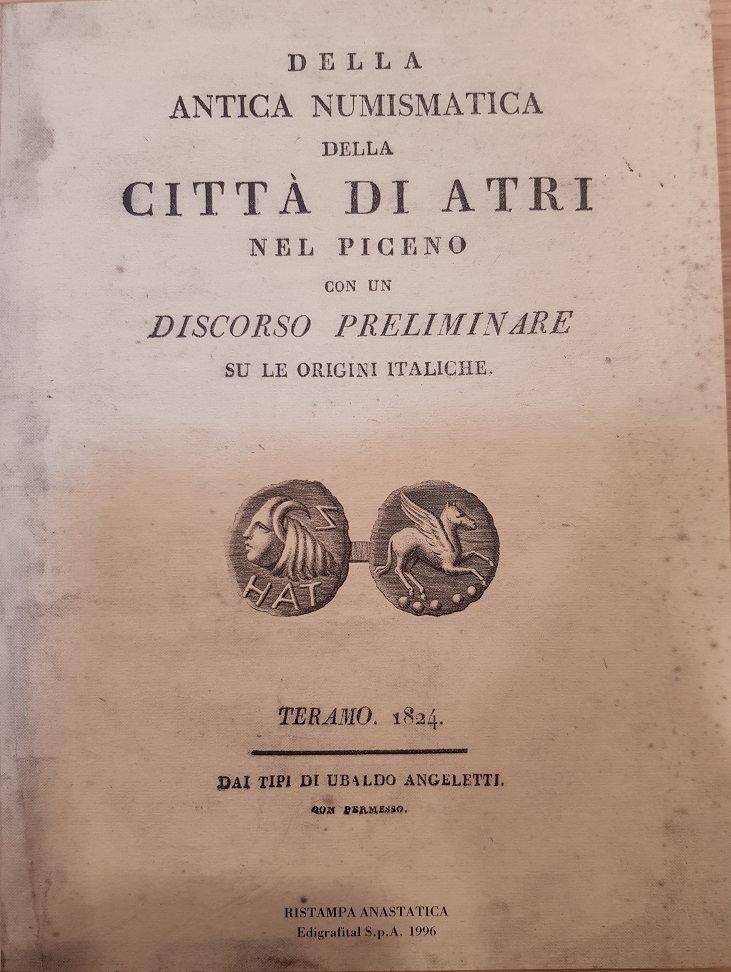 DELLA
ANTICA NUMISMATICA
DELLA
CITTÀ DI ATRI
NEL PICENO
CON UN
DISCORSO PRELIMINARE
SU LE ORIGINI ITALICHE.
HAT
TERAMO. 1824.
DAI TIPI DI UBALDO ANGELETTI.
CON PERMESSO.
RISTAMPA ANASTATICA
Edigrafital S.p.A. 1996